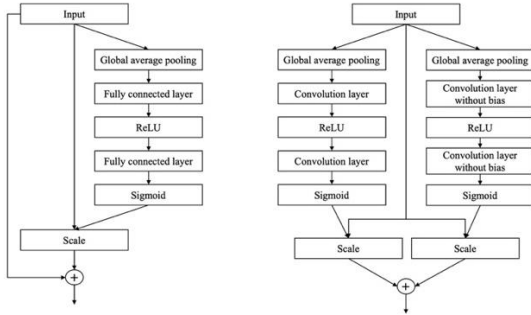 Input
Global average pooling
Fully connected layer
ReLU
Fully connected layer
Sigmoid
Scale
+
Input
Global average pooling
Convolution layer
ReLU
Convolution layer
Sigmoid
Scale
Global average pooling
Convolution layer
without bias
ReLU
Convolution layer
without bias
Sigmoid
Scale
+